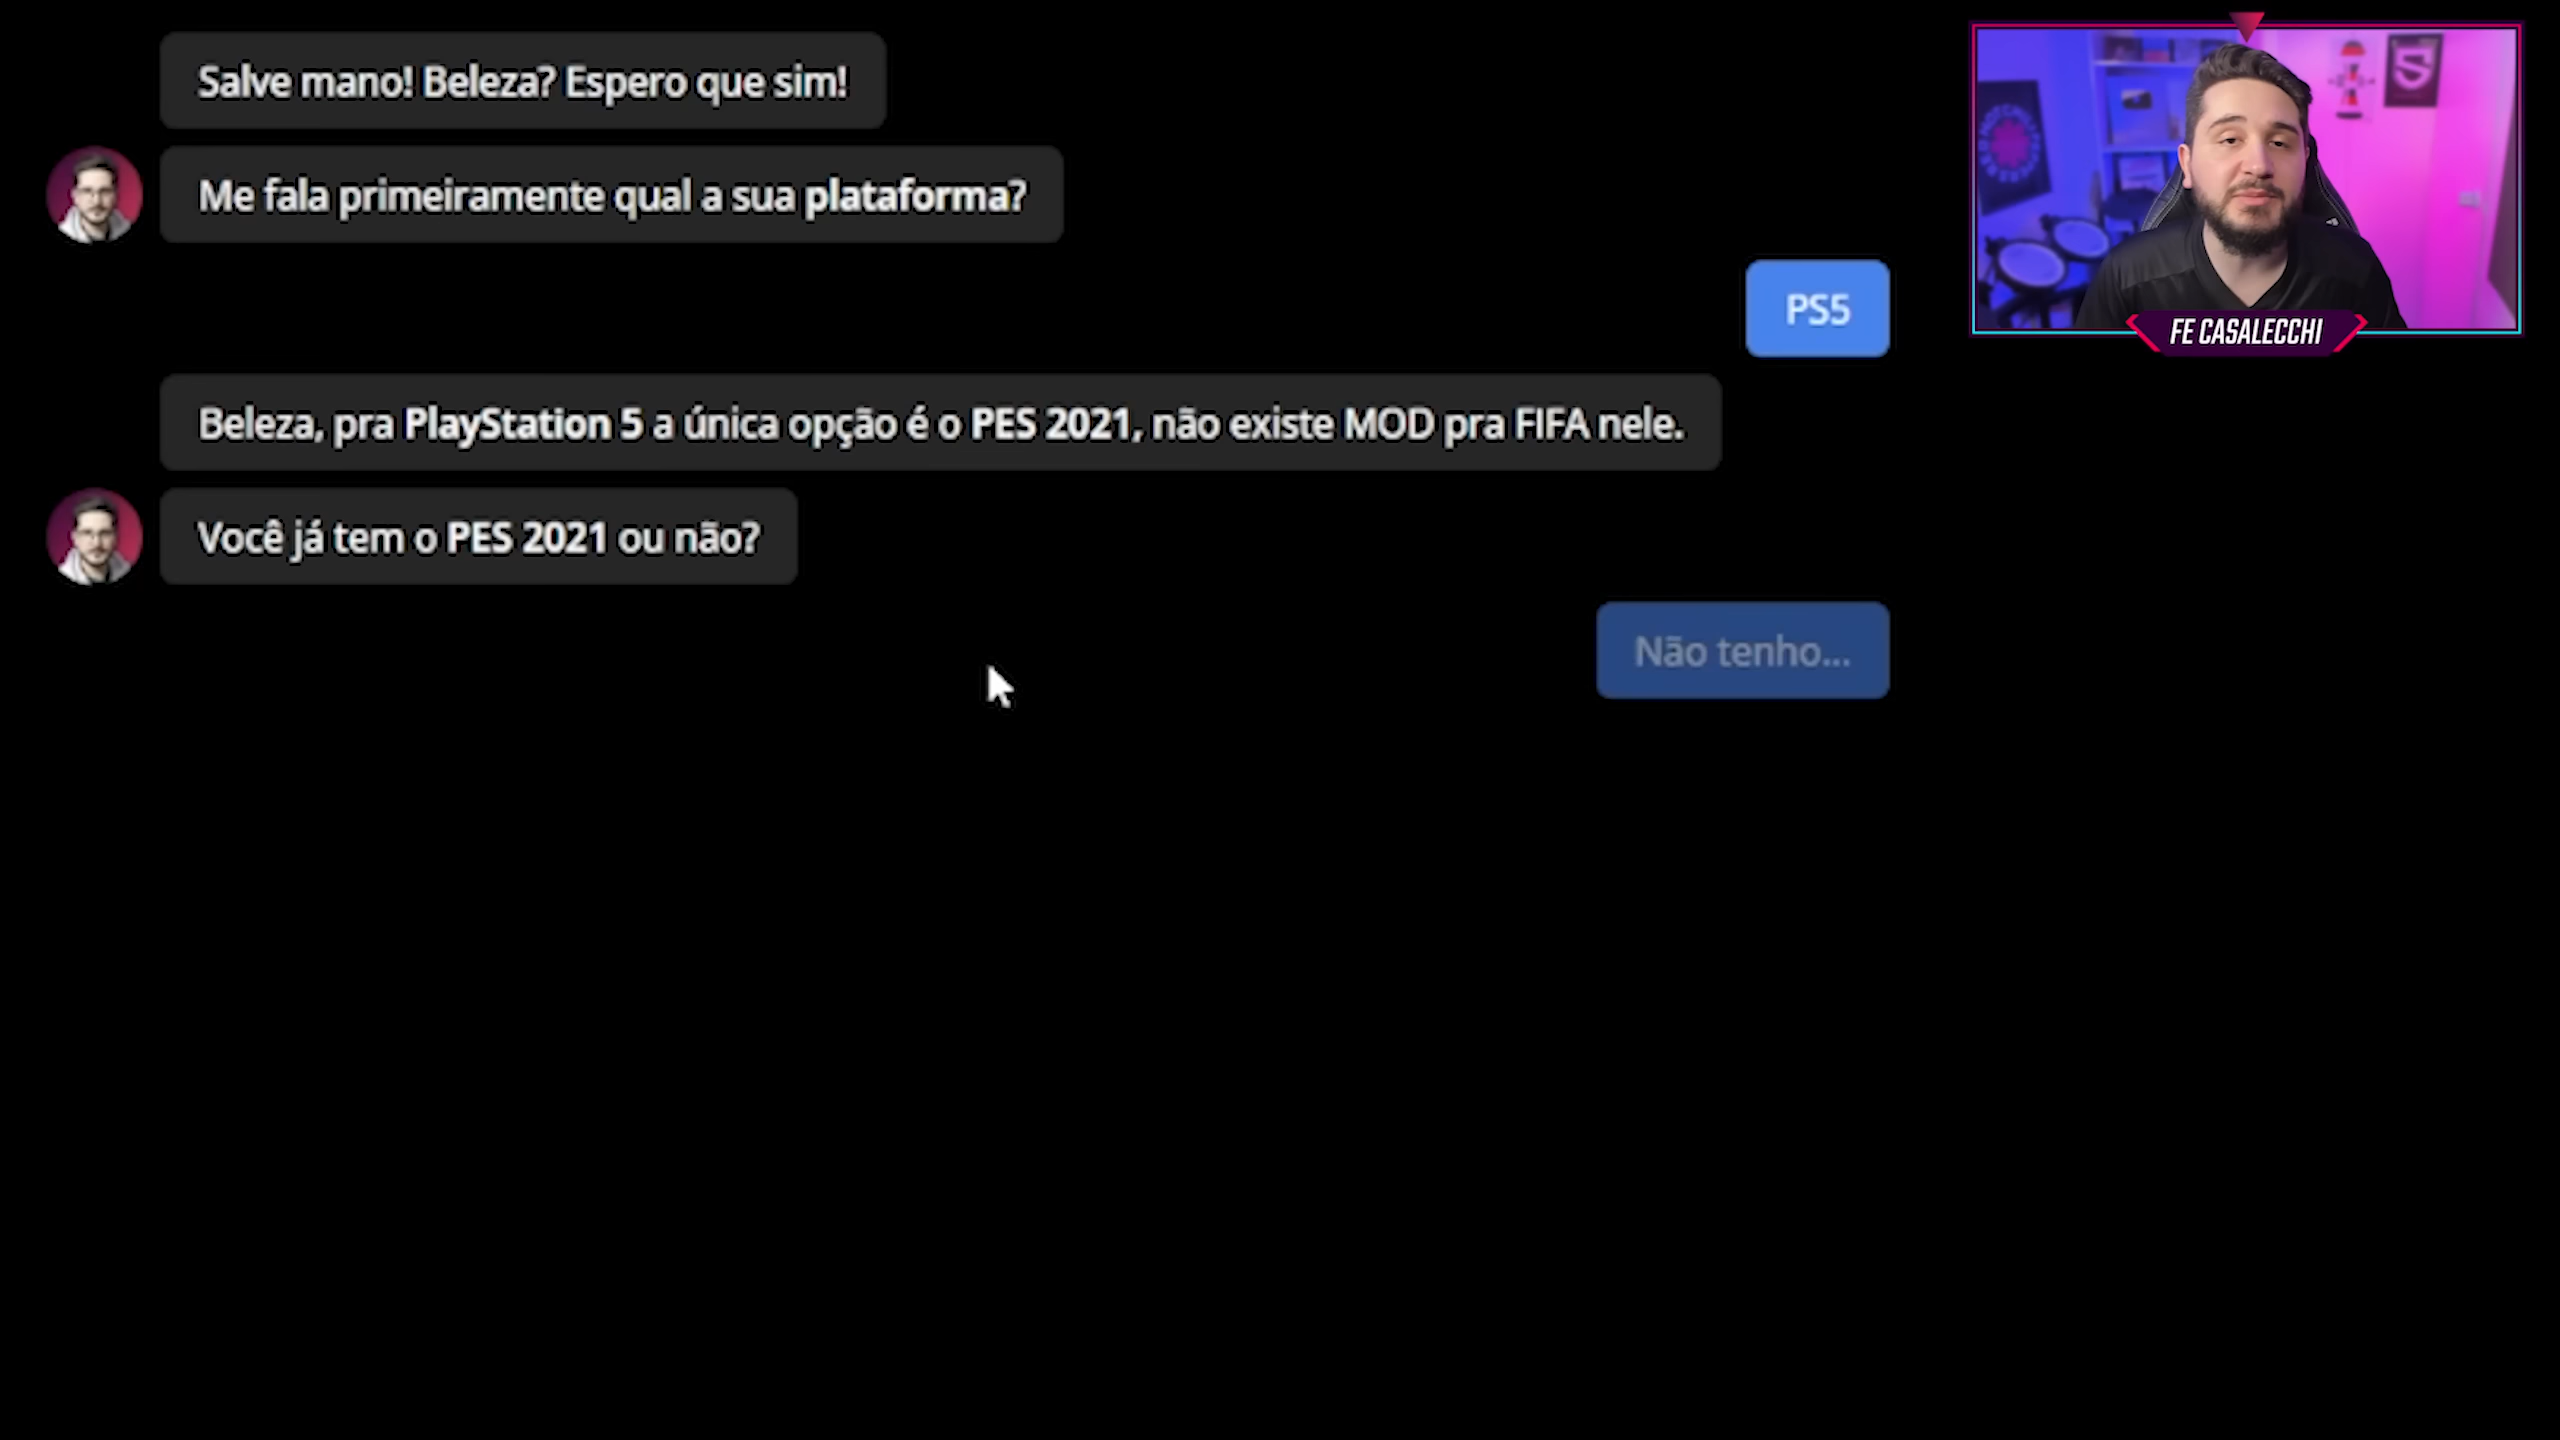 Salve mano! Beleza? Espero que sim!
Me fala primeiramente qual a sua plataforma?
PS5
FE CASALECCHI
Beleza, pra PlayStation 5 a única opção é o PES 2021, não existe MOD pra FIFA nele.
Você já tem o PES 2021 ou não?
Não tenho...